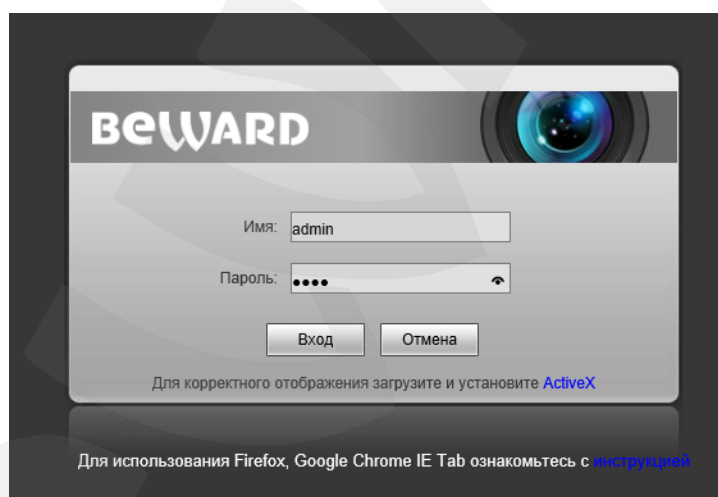 BEWARD
Имя: admin
Пароль: ••••
Вход Отмена
Для корректного отображения загрузите и установите ActiveX
Для использования Firefox, Google Chrome IE Tab ознакомьтесь с инструкцией